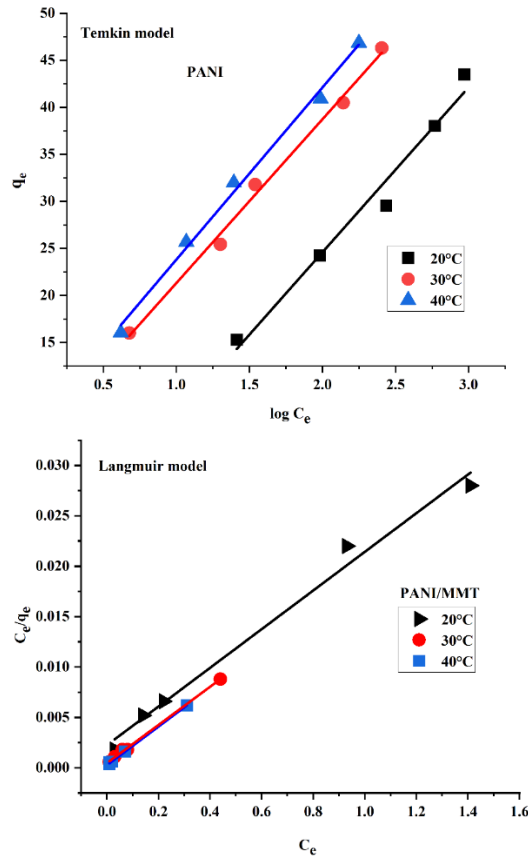 Temkin model
PANI
50
45
40
35
30
25
20
15
qe
20°C
30°C
40°C
0.5 1.0 1.5 2.0 2.5 3.0
log Ce
Langmuir model
0.030
0.025
0.020
0.015
0.010
0.005
0.000
Ce/qe
PANI/MMT
20°C
30°C
40°C
0.0 0.2 0.4 0.6 0.8 1.0 1.2 1.4 1.6
Ce